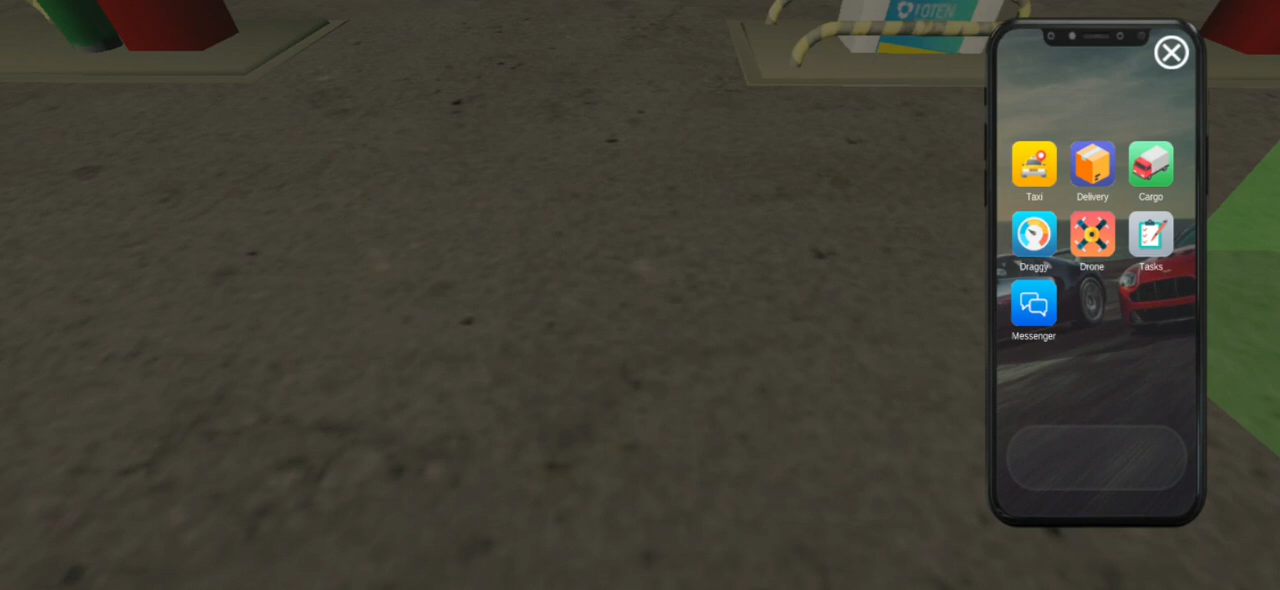 Taxi
Delivery
Cargo
Draggy
Drone
Tasks
Messenger